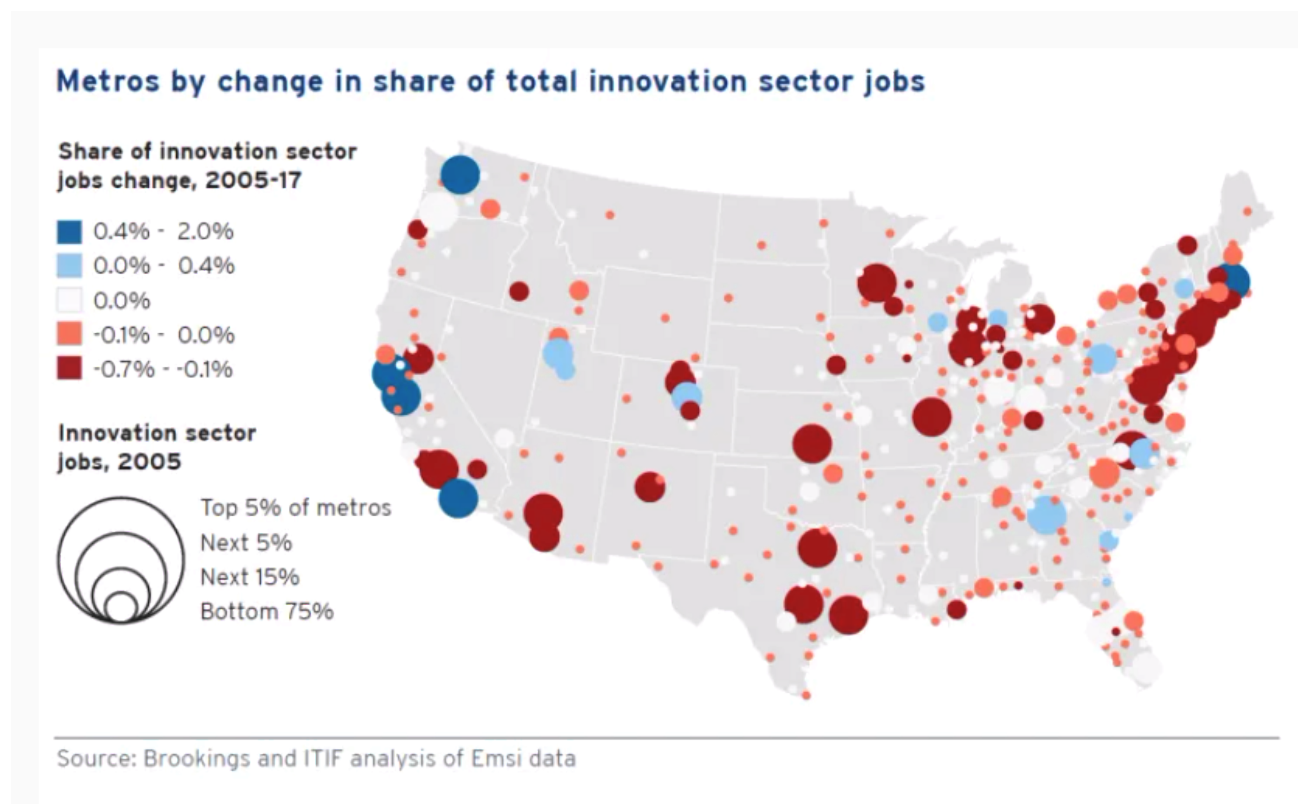 Metros by change in share of total innovation sector jobs
Share of innovation sector
jobs change, 2005-17
0.4% - 2.0%
0.0% - 0.4%
0.0%
-0.1% - 0.0%
-0.7% - -0.1%
Innovation sector
jobs, 2005
Top 5% of metros
Next 5%
Next 15%
Bottom 75%
Source: Brookings and ITIF analysis of Emsi data